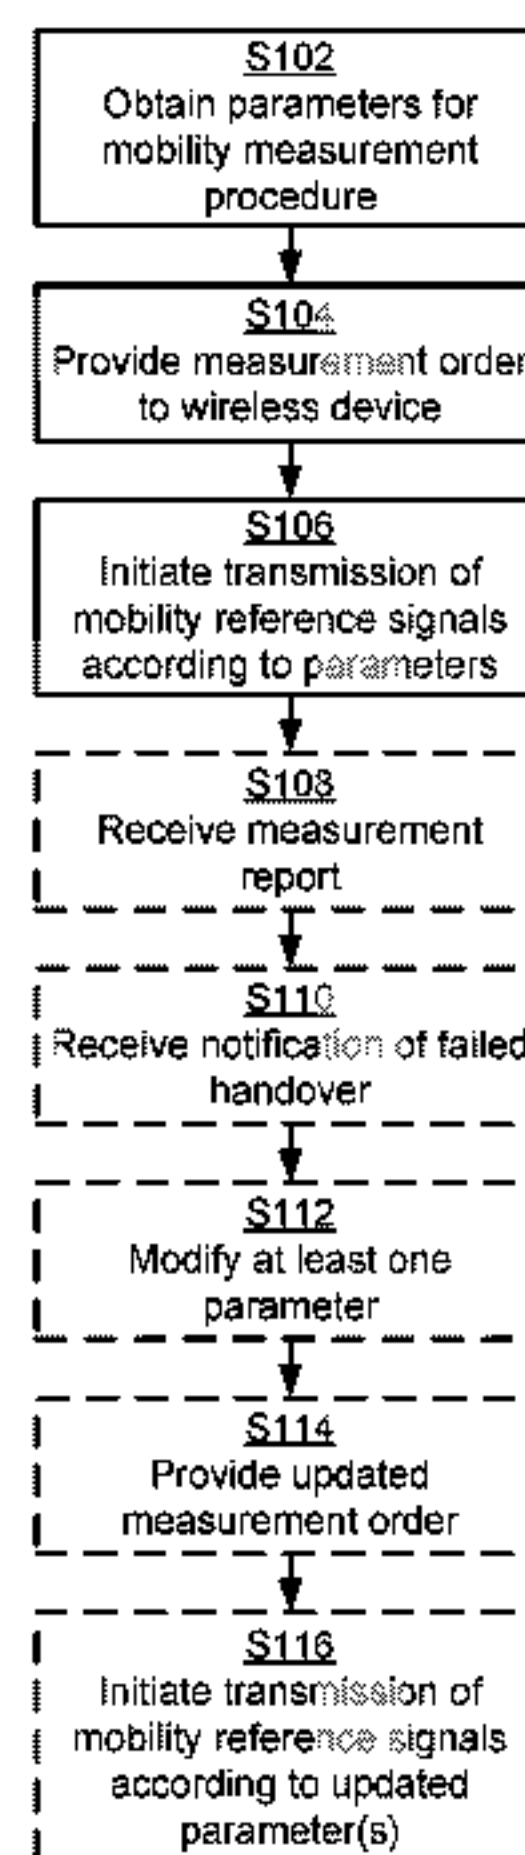 S102
Obtain parameters for
mobility measurement
procedure
S104
Provide measurement order
to wireless device
S106
Initiate transmission of
mobility reference signals
according to parameters
S108
Receive measurement
report
S110
Receive notification of failed
handover
S112
Modify at least one
parameter
S114
Provide updated
measurement order
S116
Initiate transmission of
mobility reference signals
according to updated
parameter(s)